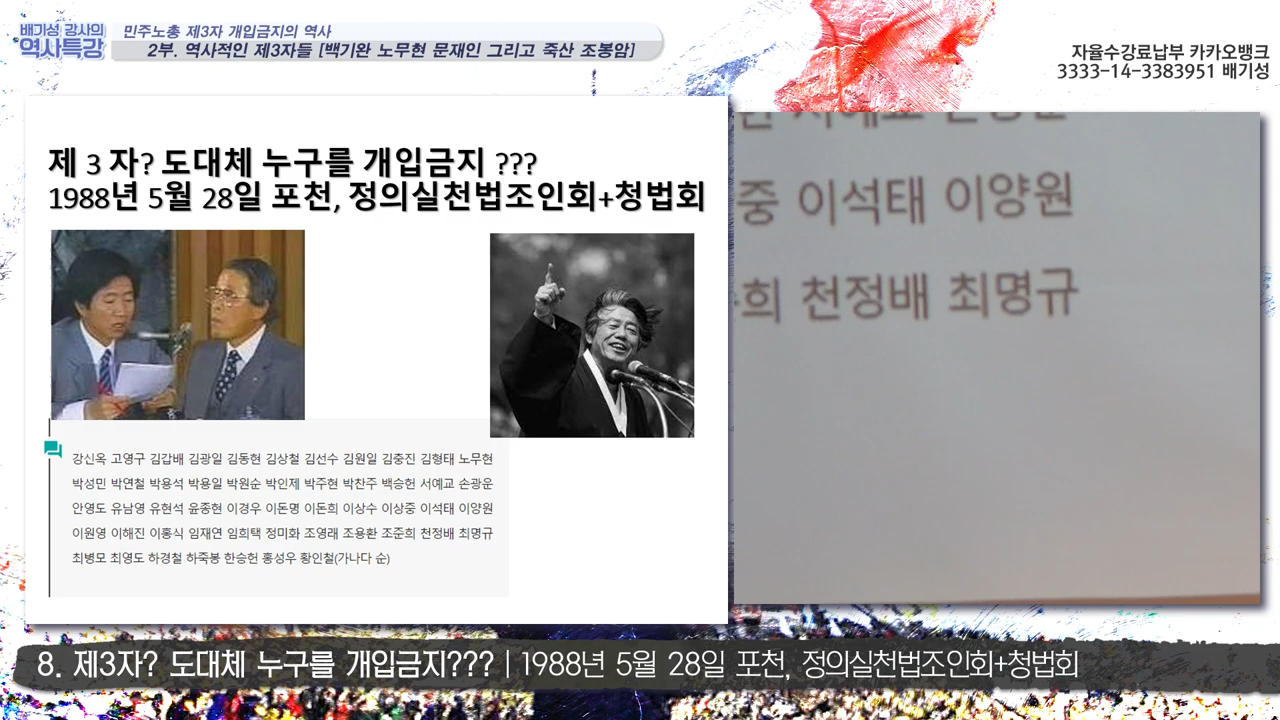 배기성 강사의
역사특강
민주노총 제3자 개입금지의 역사
2부. 역사적인 제3자들 [백기완 노무현 문재인 그리고 죽산 조봉암]
자율수강료납부 카카오뱅크
3333-14-3383951 배기성
제 3 자? 도대체 누구를 개입금지 ???
1988년 5월 28일 포천, 정의실천법조인회+청법회
강신옥 고영구 김갑배 김광일 김동현 김상철 김선수 김원일 김중진 김형태 노무현
박성민 박연철 박용석 박용일 박원순 박인제 박주현 박찬주 백승헌 서예교 손광운
안영도 유남영 유현석 윤종현 이경우 이돈명 이돈희 이상수 이상중 이석태 이양원
이원영 이해진 이홍식 임재연 임희택 정미화 조영래 조용환 조준희 천정배 최명규
최병모 최영도 하경철 하죽봉 한승헌 홍성우 황인철(가나다 순)
중 이석태 이양원
희 천정배 최명규
8. 제3자? 도대체 누구를 개입금지??? | 1988년 5월 28일 포천, 정의실천법조인회+청법회